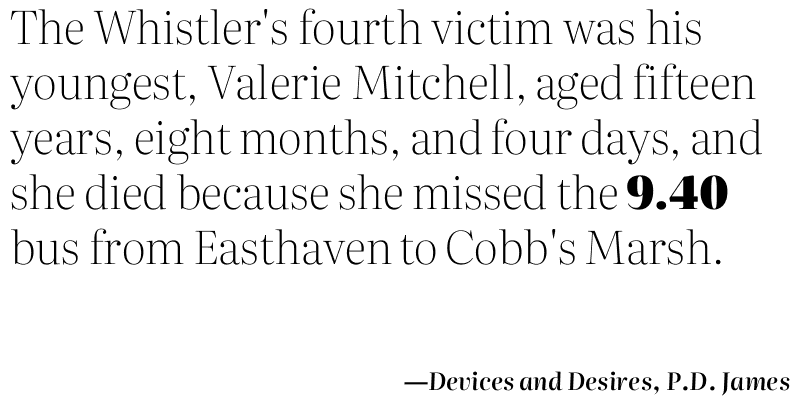 The Whistler's fourth victim was his
youngest, Valerie Mitchell, aged fifteen
years, eight months, and four days, and
she died because she missed the 9.40
bus from Easthaven to Cobb's Marsh.
—Devices and Desires, P.D. James